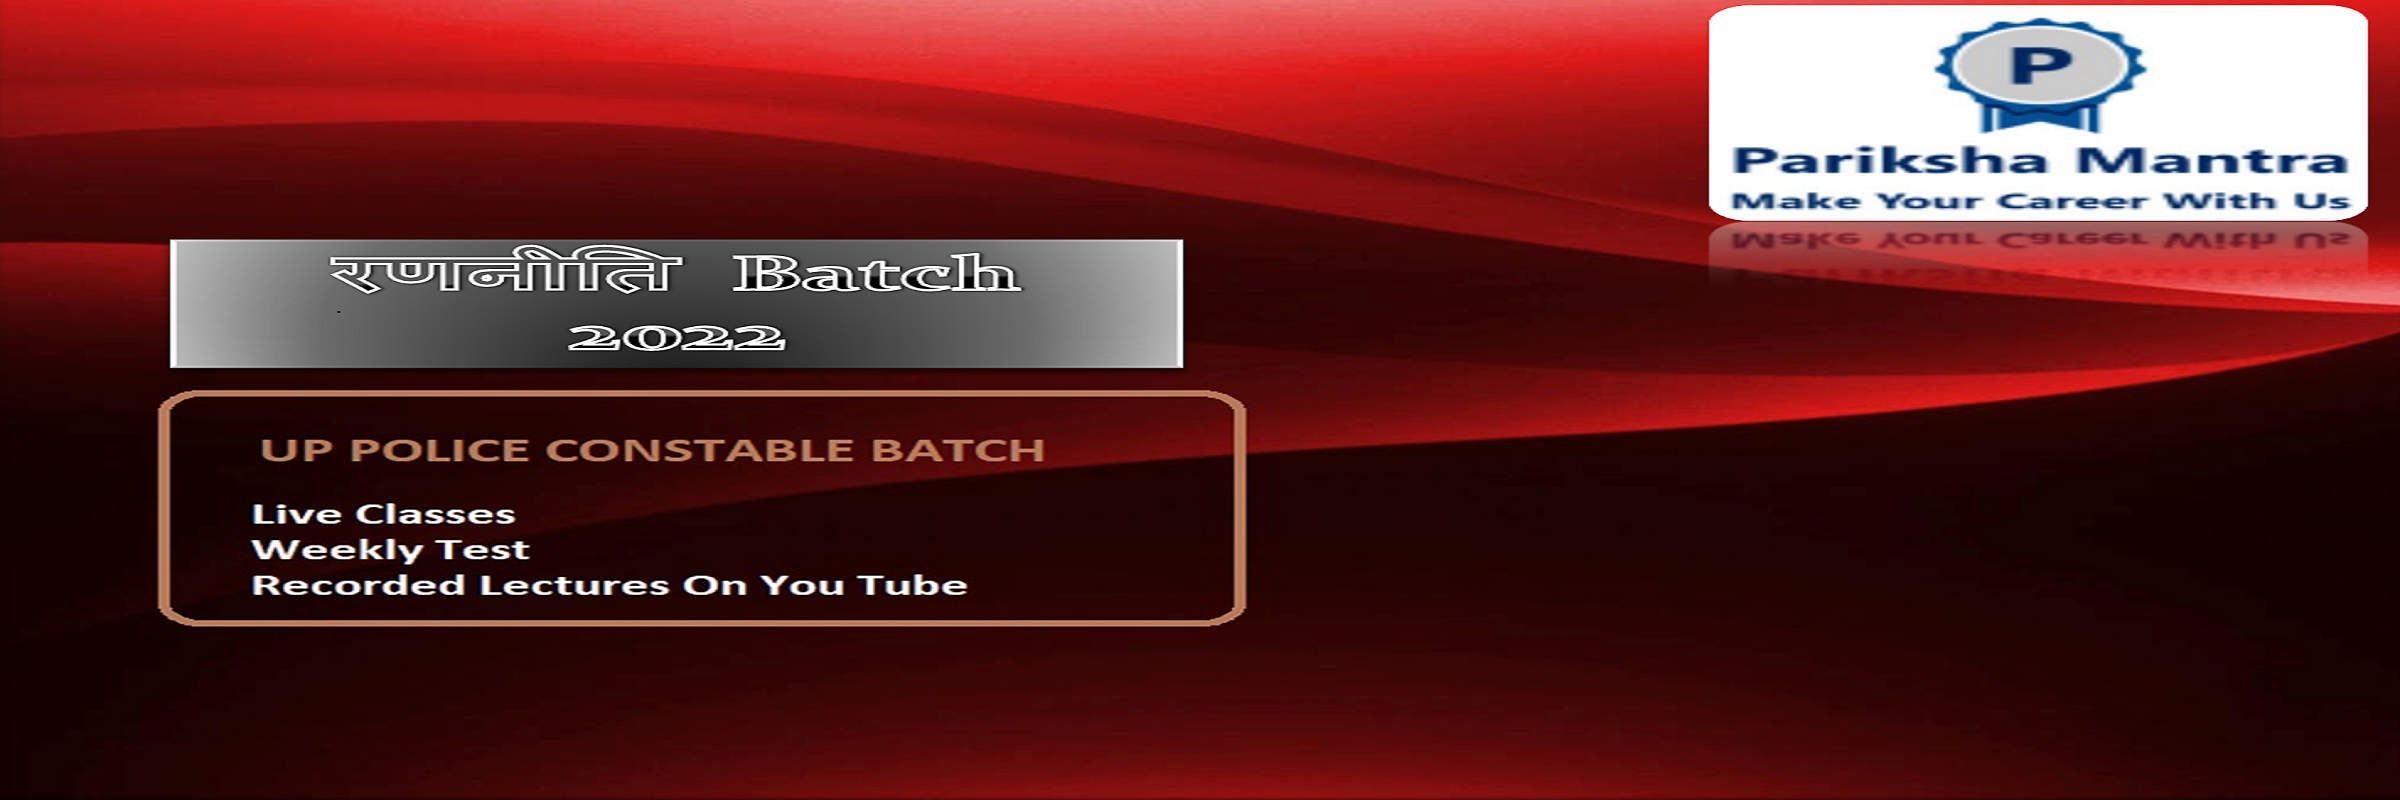 P
Pariksha Mantra
Make Your Career With Us
रणनीति Batch
2022
UP POLICE CONSTABLE BATCH
Live Classes
Weekly Test
Recorded Lectures On You Tube